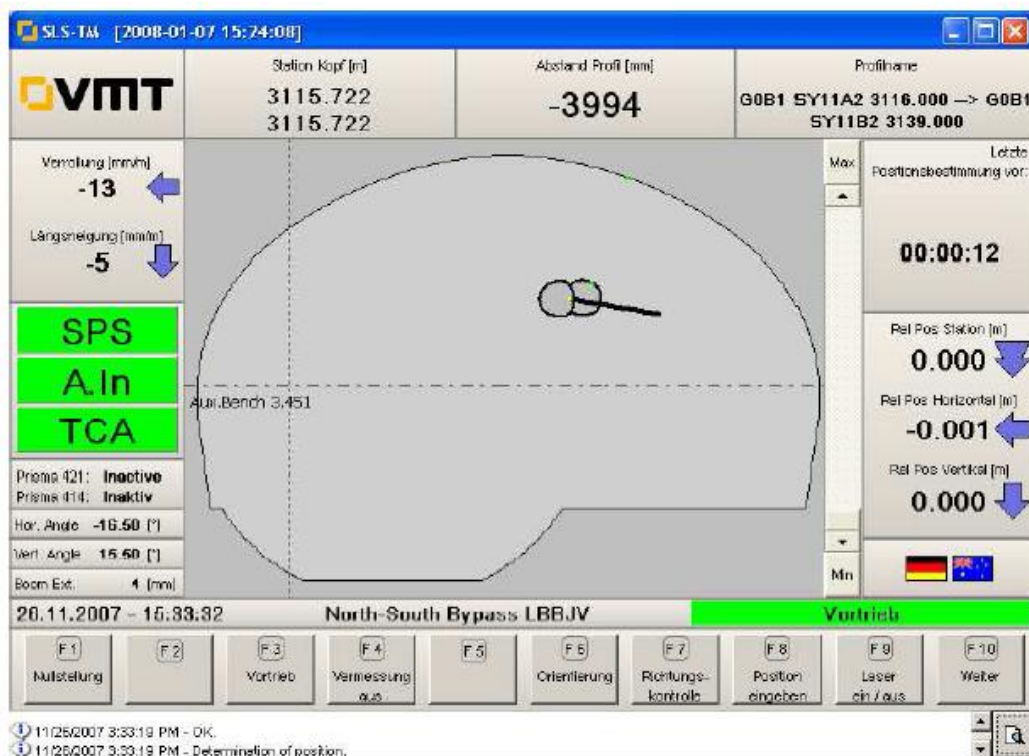 SLS-TM [2008-01-07 15:24:08]
VMT
Station Kopf [m]
3115.722
3115.722
Abstand Profil [mm]
-3994
Profilname
G0B1 SY11A2 3116.000 —> G0B1
SY11B2 3139.000
Verrollung [mm/m]
-13
Längsneigung [mm/m]
-5
SPS
A.In
TCA
Prisma 421: Inactive
Prisma 414: Inaktiv
Hor. Angle -16.50 [°]
Vert. Angle 15.50 [°]
Boom Ext. 4 [mm]
Aux.Bench 3.451
Max
Min
Letzte
Positionsbestimmung vor:
00:00:12
Rel Pos Station [m]
0.000
Rel Pos Horizontal [m]
-0.001
Rel Pos Vertikal [m]
0.000
26.11.2007 - 15:33:32 North-South Bypass LBBJV Vortrieb
F1 Nullstellung
F2
F3 Vortrieb
F4 Vermessung
aus
F5
F6 Orientierung
F7 Richtungs-
kontrolle
F8 Position
eingeben
F9 Laser
ein / aus
F10 Weiter
11/26/2007 3:33:19 PM - OK.
11/26/2007 3:33:19 PM - Determination of position.